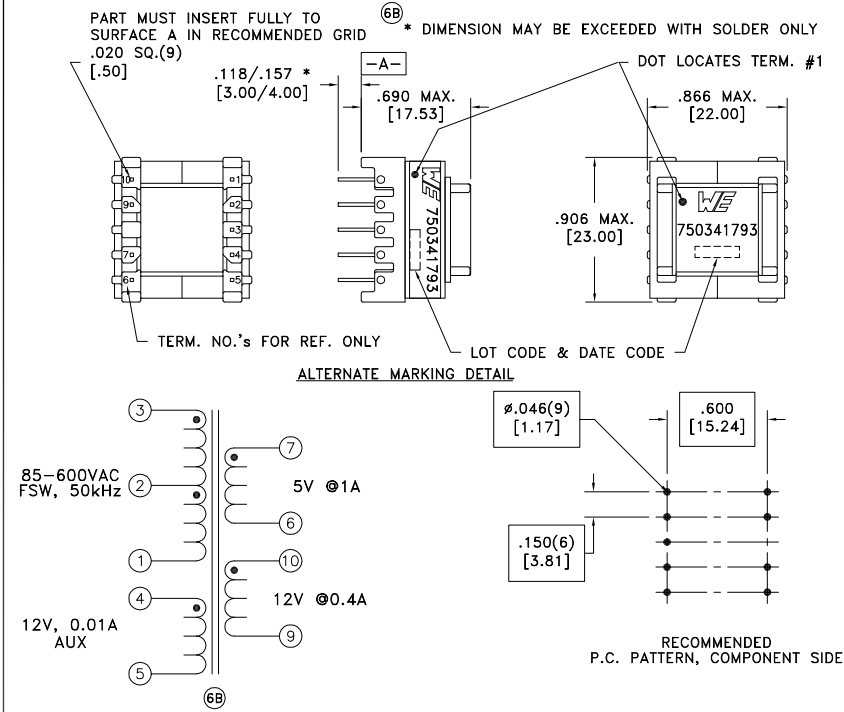 PART MUST INSERT FULLY TO
SURFACE A IN RECOMMENDED GRID
.020 SQ.(9)
[.50]
6B
* DIMENSION MAY BE EXCEEDED WITH SOLDER ONLY
-A-
DOT LOCATES TERM. #1
.118/.157 *
[3.00/4.00]
.690 MAX.
[17.53]
.866 MAX.
[22.00]
10
1
9
2
3
7
4
6
5
WE
750341793
.906 MAX.
[23.00]
WE
750341793
TERM. NO.'s FOR REF. ONLY
LOT CODE & DATE CODE
ALTERNATE MARKING DETAIL
3
2
1
4
5
85-600VAC
FSW, 50kHz
12V, 0.01A
AUX
7
5V @1A
6
10
12V @0.4A
9
6B
ø.046(9)
[1.17]
.600
[15.24]
.150(6)
[3.81]
RECOMMENDED
P.C. PATTERN, COMPONENT SIDE